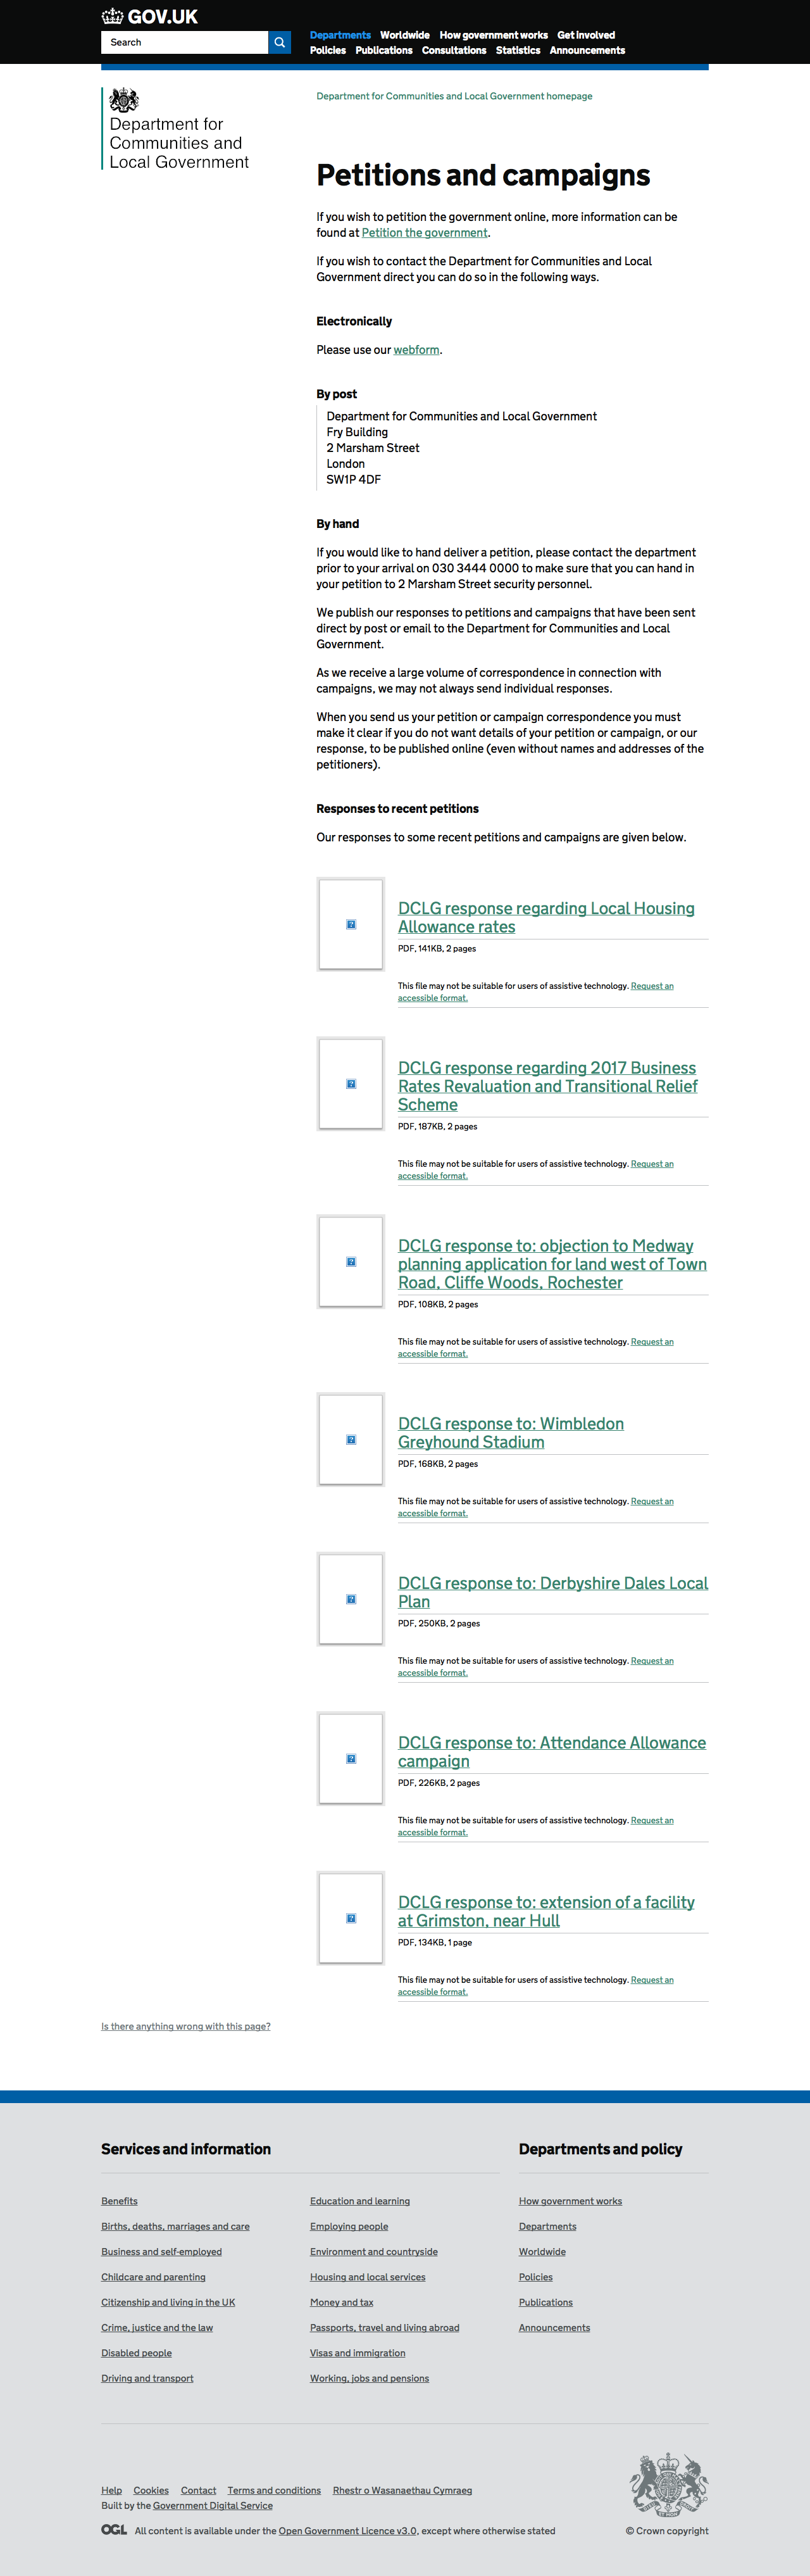 GOV.UK
Search
Departments Worldwide How government works Get involved
Policies Publications Consultations Statistics Announcements
Department for
Communities and
Local Government
Department for Communities and Local Government homepage
Petitions and campaigns
If you wish to petition the government online, more information can be
found at Petition the government.
If you wish to contact the Department for Communities and Local
Government direct you can do so in the following ways.
Electronically
Please use our webform.
By post
Department for Communities and Local Government
Fry Building
2 Marsham Street
London
SW1P 4DF
By hand
If you would like to hand deliver a petition, please contact the department
prior to your arrival on 030 3444 0000 to make sure that you can hand in
your petition to 2 Marsham Street security personnel.
We publish our responses to petitions and campaigns that have been sent
direct by post or email to the Department for Communities and Local
Government.
As we receive a large volume of correspondence in connection with
campaigns, we may not always send individual responses.
When you send us your petition or campaign correspondence you must
make it clear if you do not want details of your petition or campaign, or our
response, to be published online (even without names and addresses of the
petitioners).
Responses to recent petitions
Our responses to some recent petitions and campaigns are given below.
DCLG response regarding Local Housing
Allowance rates
PDF, 141KB, 2 pages
This file may not be suitable for users of assistive technology. Request an
accessible format.
DCLG response regarding 2017 Business
Rates Revaluation and Transitional Relief
Scheme
PDF, 187KB, 2 pages
This file may not be suitable for users of assistive technology. Request an
accessible format.
DCLG response to: objection to Medway
planning application for land west of Town
Road, Cliffe Woods, Rochester
PDF, 108KB, 2 pages
This file may not be suitable for users of assistive technology. Request an
accessible format.
DCLG response to: Wimbledon
Greyhound Stadium
PDF, 168KB, 2 pages
This file may not be suitable for users of assistive technology. Request an
accessible format.
DCLG response to: Derbyshire Dales Local
Plan
PDF, 250KB, 2 pages
This file may not be suitable for users of assistive technology. Request an
accessible format.
DCLG response to: Attendance Allowance
campaign
PDF, 226KB, 2 pages
This file may not be suitable for users of assistive technology. Request an
accessible format.
DCLG response to: extension of a facility
at Grimston, near Hull
PDF, 134KB, 1 page
This file may not be suitable for users of assistive technology. Request an
accessible format.
Is there anything wrong with this page?
Services and information
Benefits
Births, deaths, marriages and care
Business and self-employed
Childcare and parenting
Citizenship and living in the UK
Crime, justice and the law
Disabled people
Driving and transport
Education and learning
Employing people
Environment and countryside
Housing and local services
Money and tax
Passports, travel and living abroad
Visas and immigration
Working, jobs and pensions
Departments and policy
How government works
Departments
Worldwide
Policies
Publications
Announcements
Help Cookies Contact Terms and conditions Rhestr o Wasanaethau Cymraeg
Built by the Government Digital Service
OGL All content is available under the Open Government Licence v3.0, except where otherwise stated
© Crown copyright